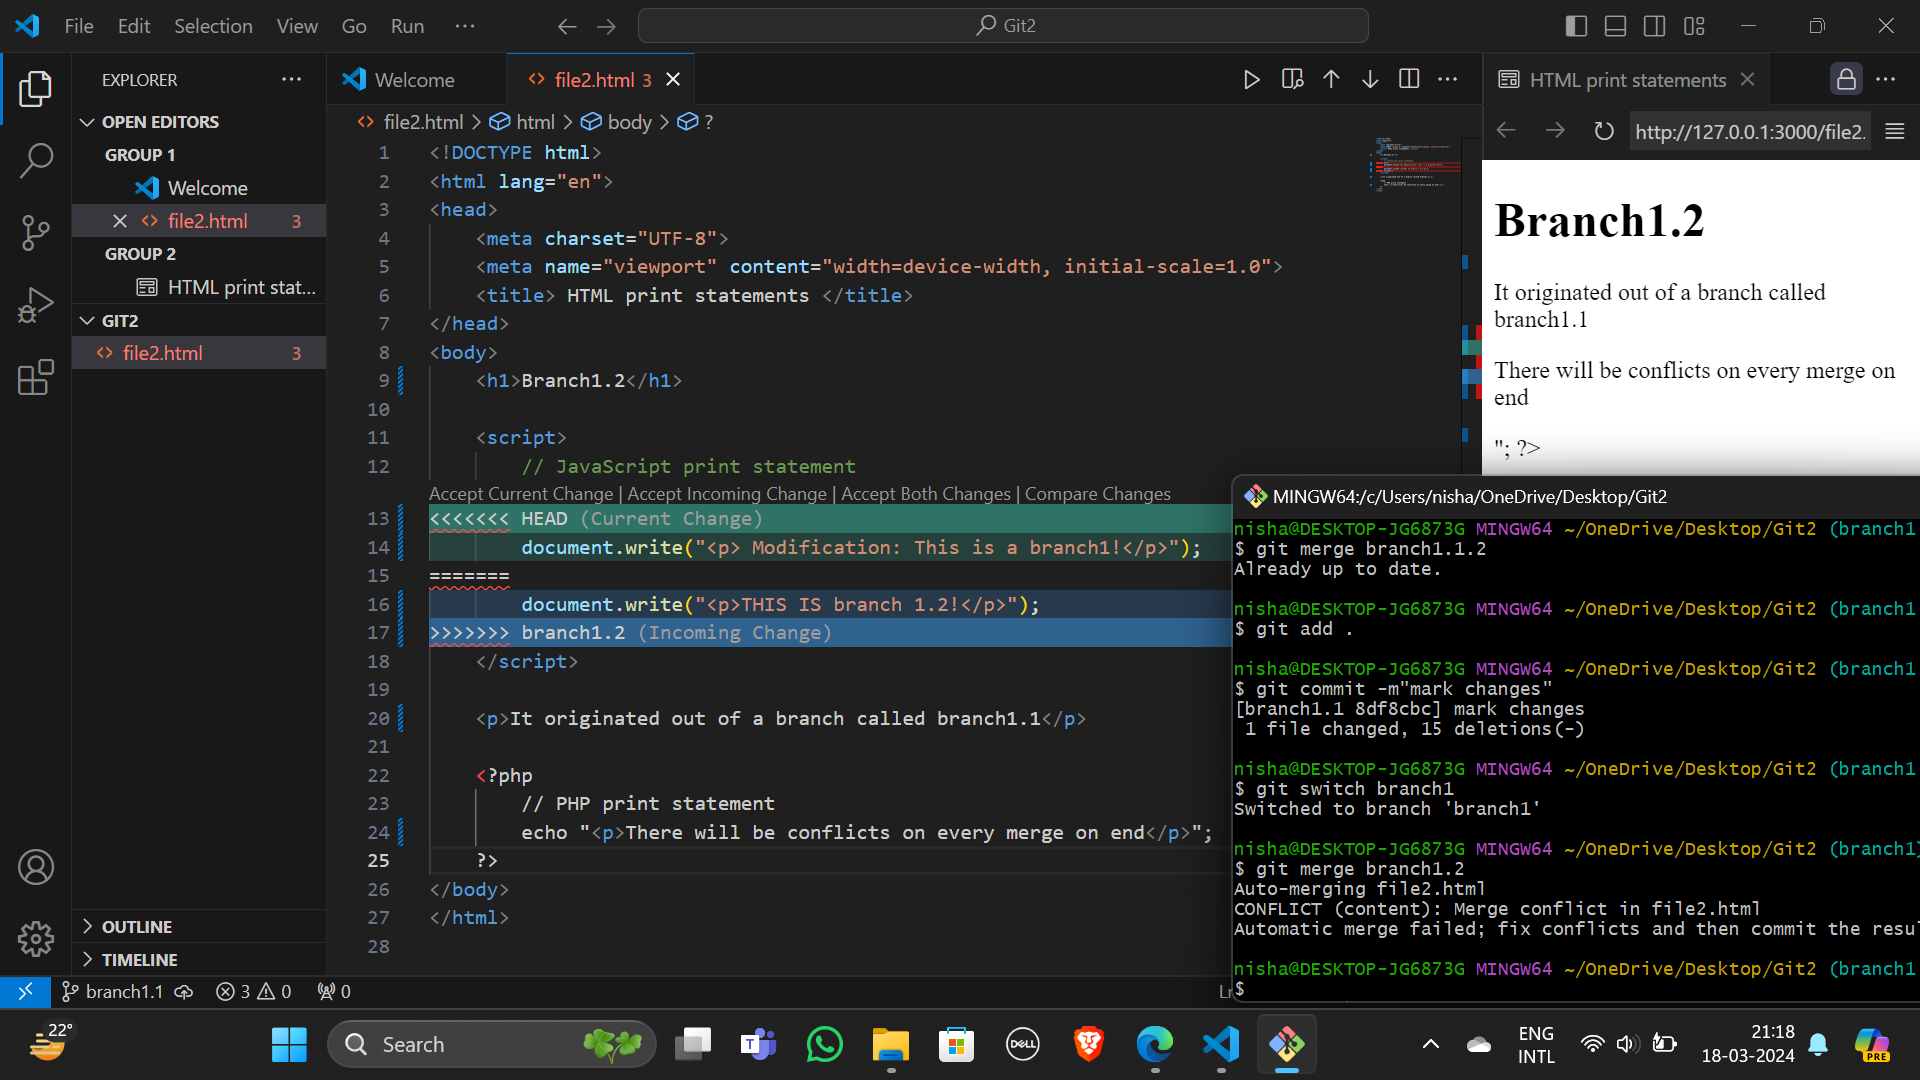 File Edit Selection View Go Run ··· Git2
EXPLORER
OPEN EDITORS
GROUP 1
Welcome
file2.html 3
GROUP 2
HTML print stat...
GIT2
file2.html 3
OUTLINE
TIMELINE
Welcome
file2.html 3
file2.html > html > body > ?
1 <!DOCTYPE html>
2 <html lang="en">
3 <head>
4 <meta charset="UTF-8">
5 <meta name="viewport" content="width=device-width, initial-scale=1.0">
6 <title> HTML print statements </title>
7 </head>
8 <body>
9 <h1>Branch1.2</h1>
10
11 <script>
12 // JavaScript print statement
Accept Current Change | Accept Incoming Change | Accept Both Changes | Compare Changes
13 <<<<<<< HEAD (Current Change)
14 document.write("<p> Modification: This is a branch1!</p>");
15 =======
16 document.write("<p>THIS IS branch 1.2!</p>");
17 >>>>>>> branch1.2 (Incoming Change)
18 </script>
19
20 <p>It originated out of a branch called branch1.1</p>
21
22 <?php
23 // PHP print statement
24 echo "<p>There will be conflicts on every merge on end</p>";
25 ?>
26 </body>
27 </html>
28
HTML print statements
http://127.0.0.1:3000/file2.
Branch1.2
It originated out of a branch called
branch1.1
There will be conflicts on every merge on
end
"; ?>
MINGW64:/c/Users/nisha/OneDrive/Desktop/Git2
nisha@DESKTOP-JG6873G MINGW64 ~/OneDrive/Desktop/Git2 (branch1
$ git merge branch1.1.2
Already up to date.
nisha@DESKTOP-JG6873G MINGW64 ~/OneDrive/Desktop/Git2 (branch1
$ git add .
nisha@DESKTOP-JG6873G MINGW64 ~/OneDrive/Desktop/Git2 (branch1
$ git commit -m"mark changes"
[branch1.1 8df8cbc] mark changes
1 file changed, 15 deletions(-)
nisha@DESKTOP-JG6873G MINGW64 ~/OneDrive/Desktop/Git2 (branch1
$ git switch branch1
Switched to branch 'branch1'
nisha@DESKTOP-JG6873G MINGW64 ~/OneDrive/Desktop/Git2 (branch1)
$ git merge branch1.2
Auto-merging file2.html
CONFLICT (content): Merge conflict in file2.html
Automatic merge failed; fix conflicts and then commit the resul
nisha@DESKTOP-JG6873G MINGW64 ~/OneDrive/Desktop/Git2 (branch1
$
branch1.1 3 0 0 Ln
22° Search DELL ENG 21:18
INTL 18-03-2024 PRE